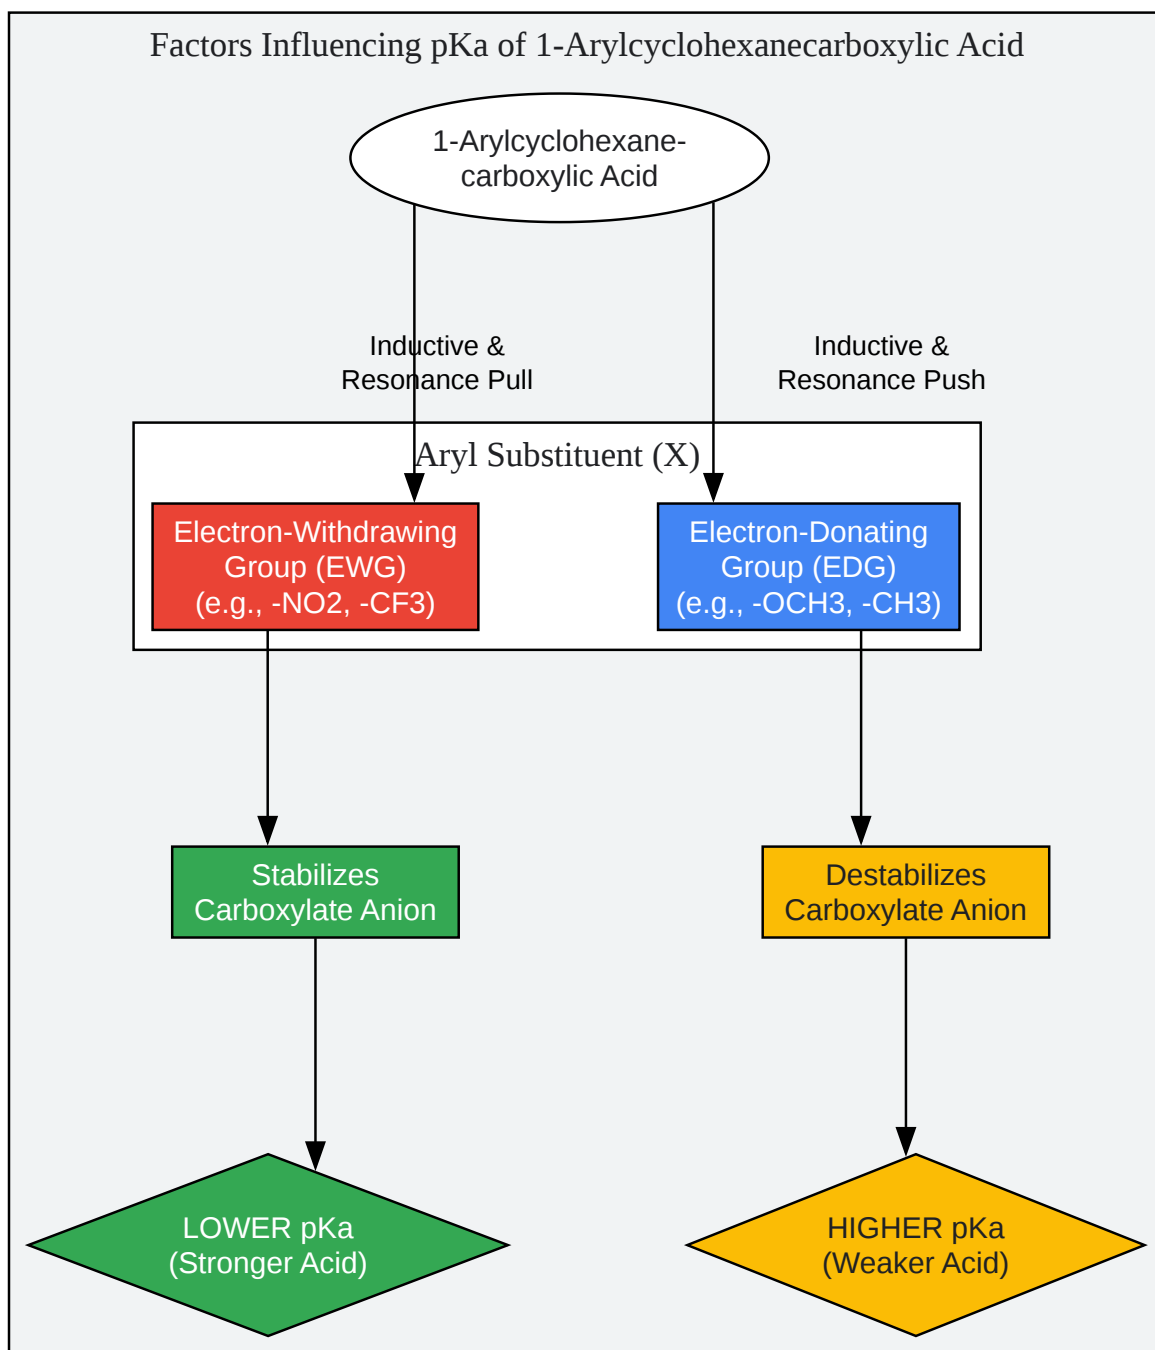 Factors Influencing pKa of 1-Arylcyclohexanecarboxylic Acid
1-Arylcyclohexane-
carboxylic Acid
Inductive &
Resonance Pull
Inductive &
Resonance Push
Aryl Substituent (X)
Electron-Withdrawing
Group (EWG)
(e.g., -NO2, -CF3)
Electron-Donating
Group (EDG)
(e.g., -OCH3, -CH3)
Stabilizes
Carboxylate Anion
Destabilizes
Carboxylate Anion
LOWER pKa
(Stronger Acid)
HIGHER pKa
(Weaker Acid)